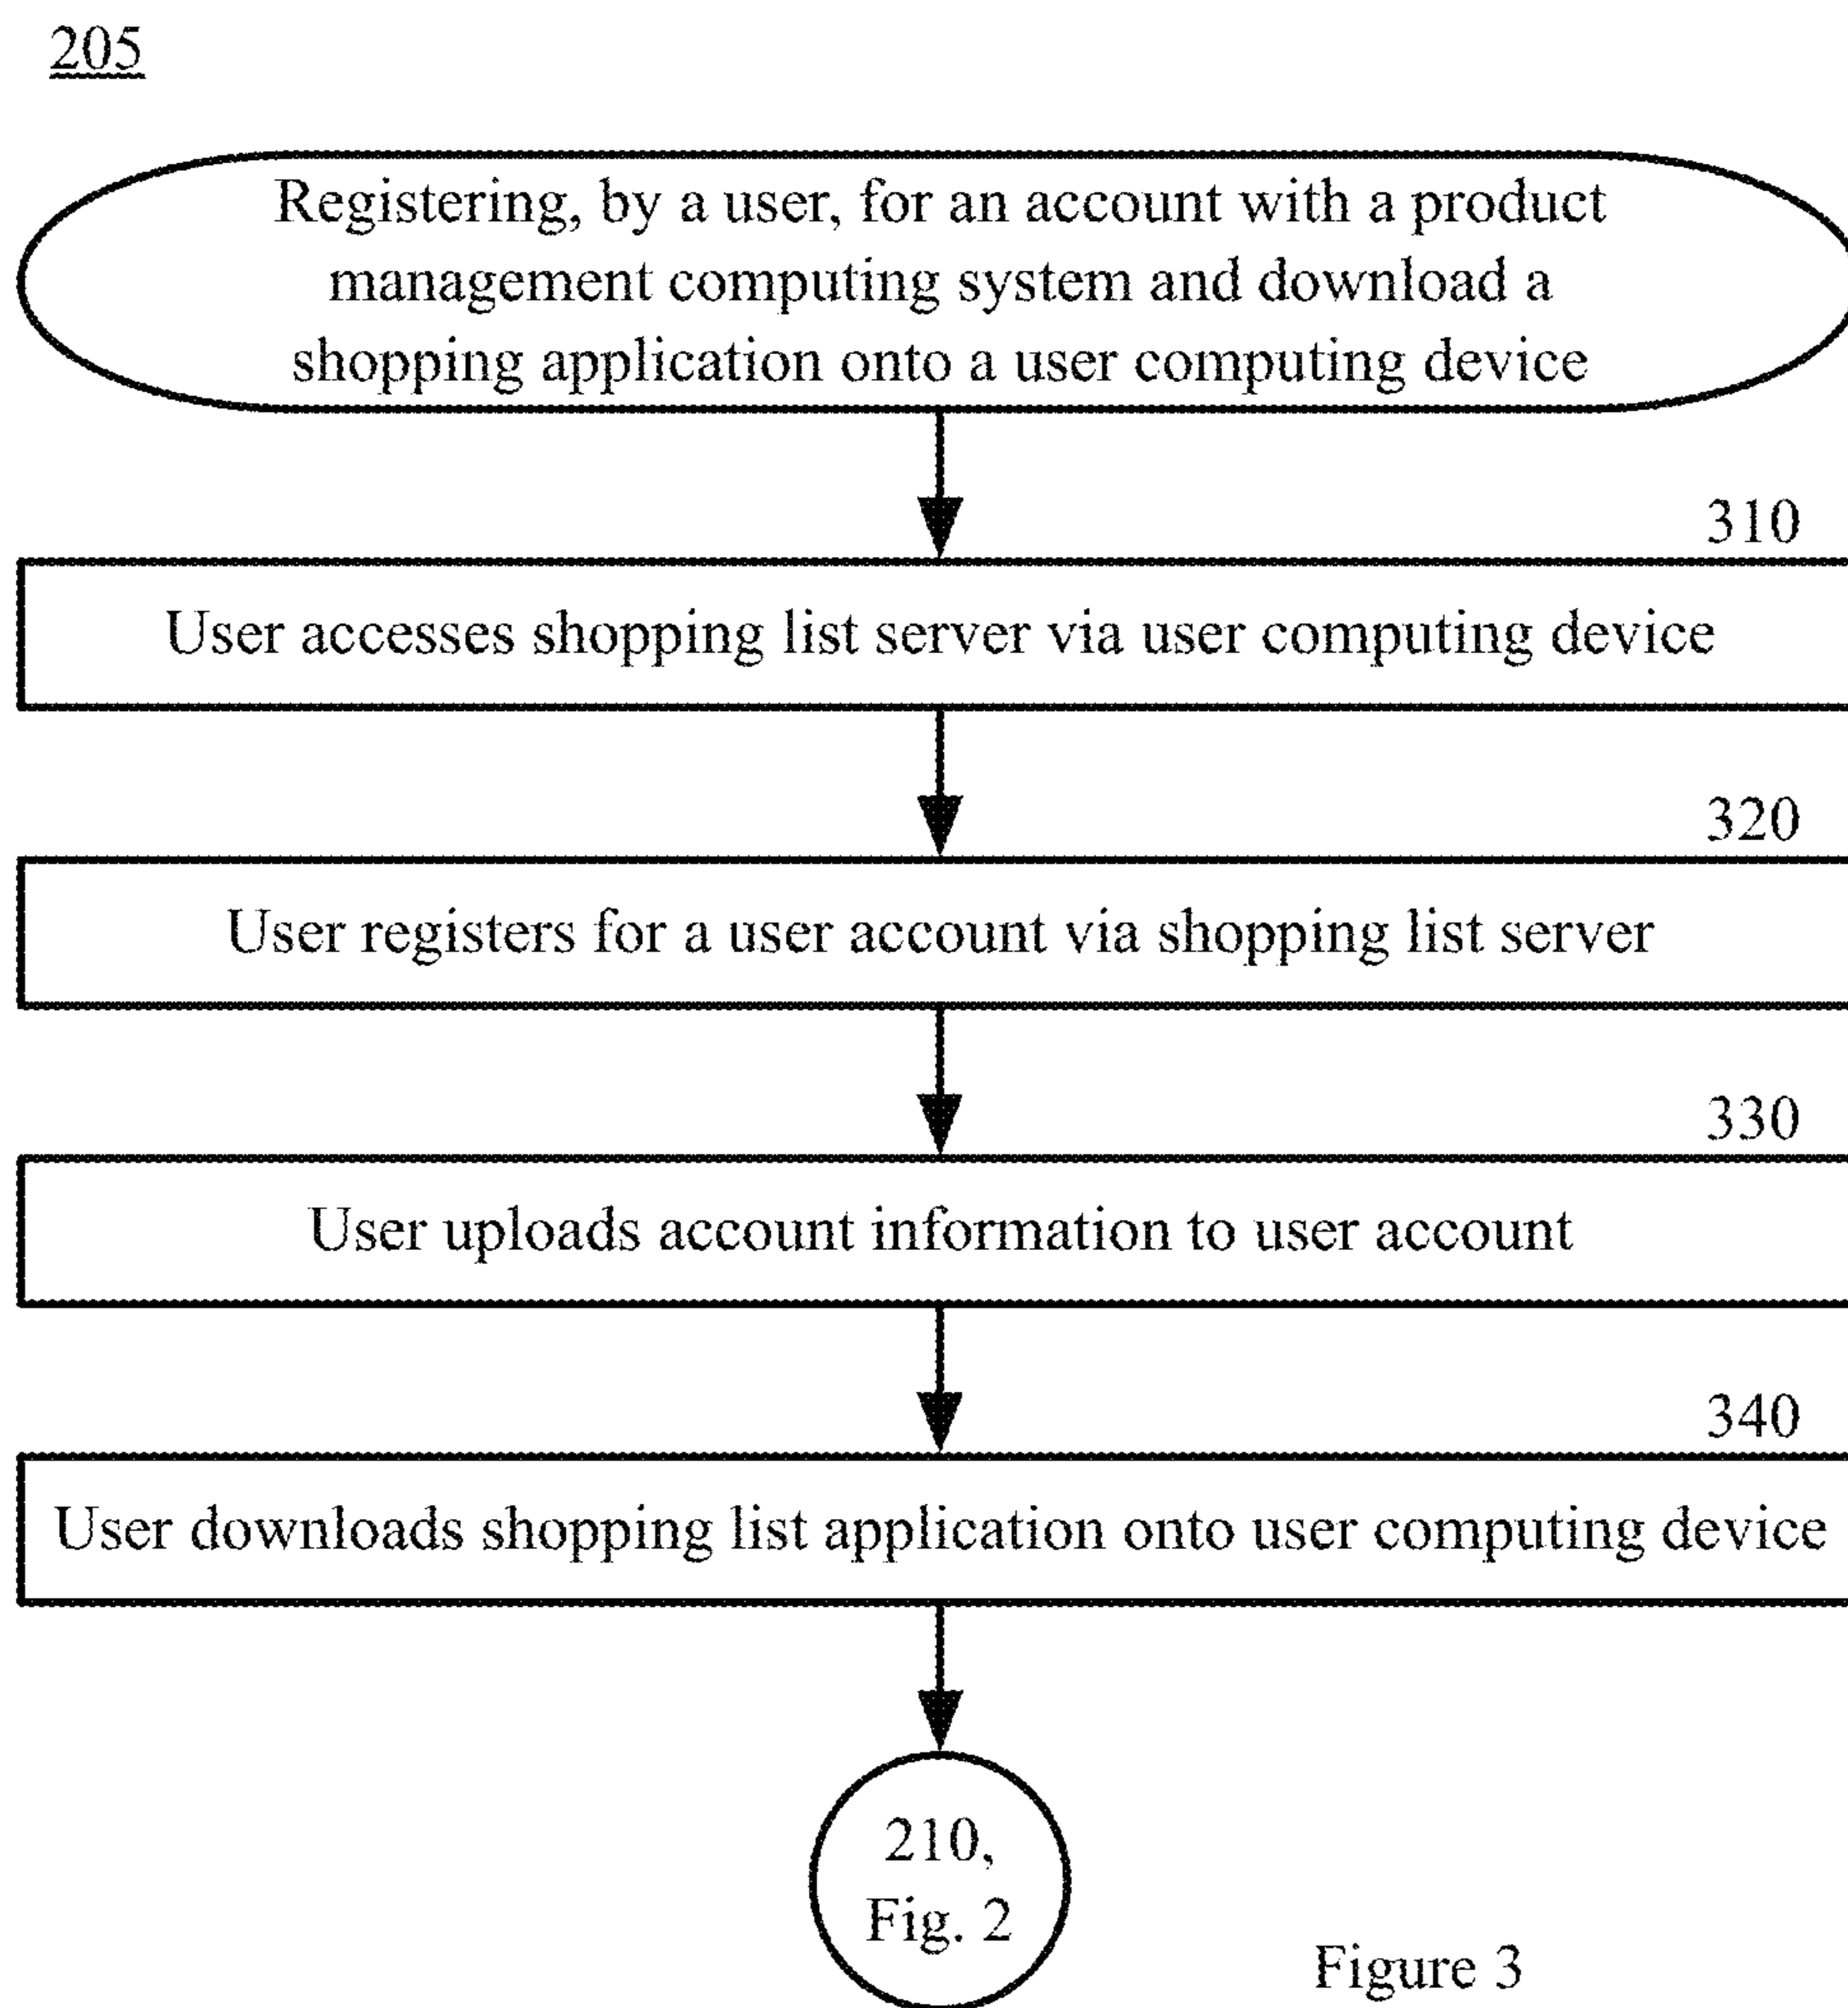 205
Registering, by a user, for an account with a product
management computing system and download a
shopping application onto a user computing device
310
User accesses shopping list server via user computing device
320
User registers for a user account via shopping list server
330
User uploads account information to user account
340
User downloads shopping list application onto user computing device
210,
Fig. 2
Figure 3